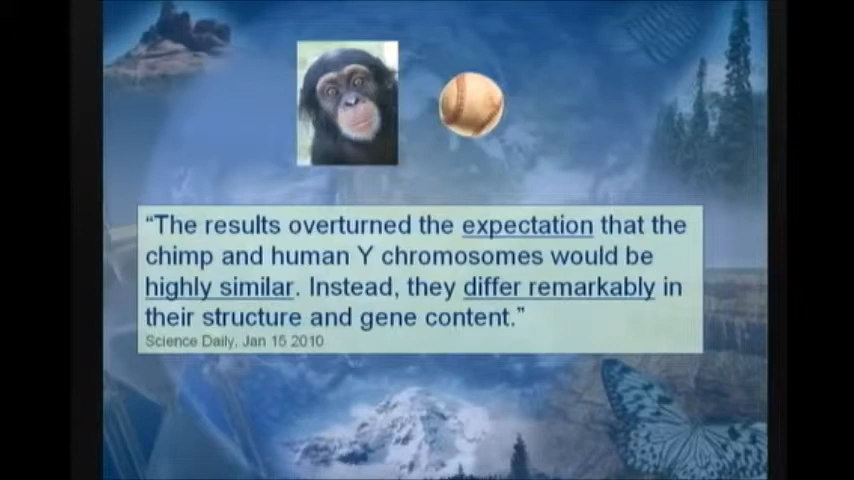 “The results overturned the expectation that the
chimp and human Y chromosomes would be
highly similar. Instead, they differ remarkably in
their structure and gene content.”
Science Daily, Jan 15 2010